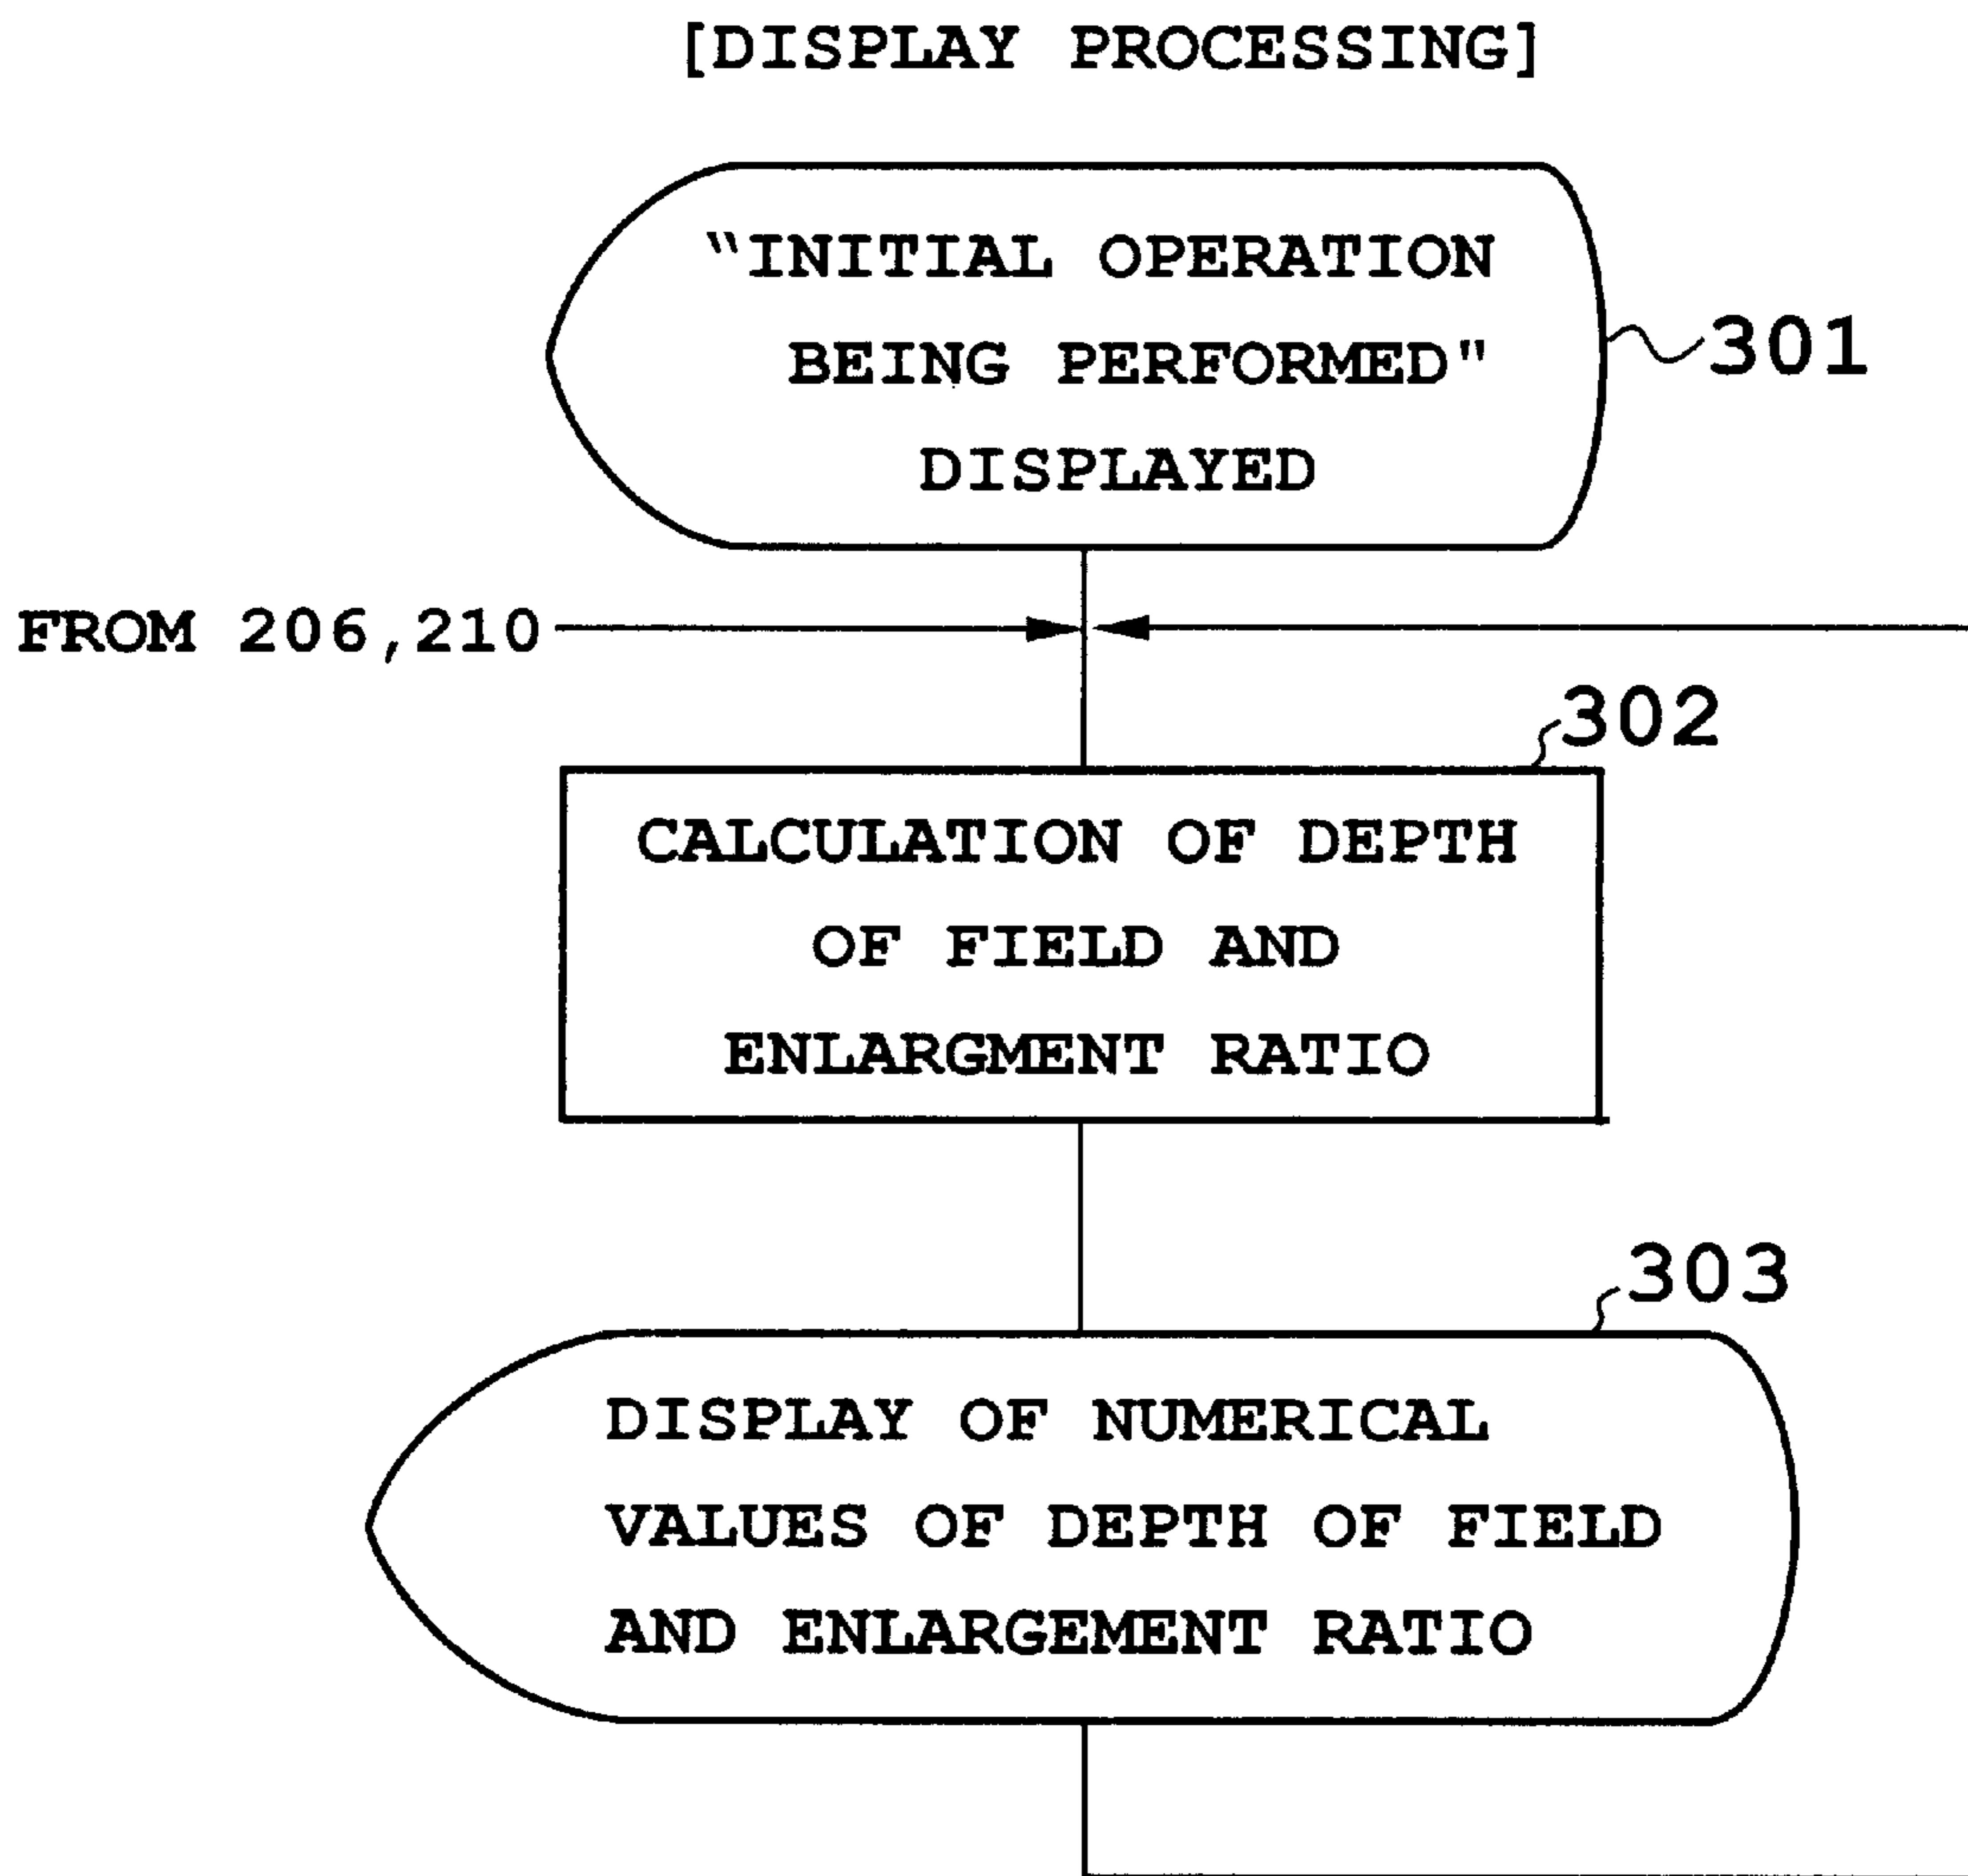 [DISPLAY PROCESSING]
"INITIAL OPERATION
BEING PERFORMED"
DISPLAYED
301
FROM 206,210
302
CALCULATION OF DEPTH
OF FIELD AND
ENLARGMENT RATIO
303
DISPLAY OF NUMERICAL
VALUES OF DEPTH OF FIELD
AND ENLARGEMENT RATIO